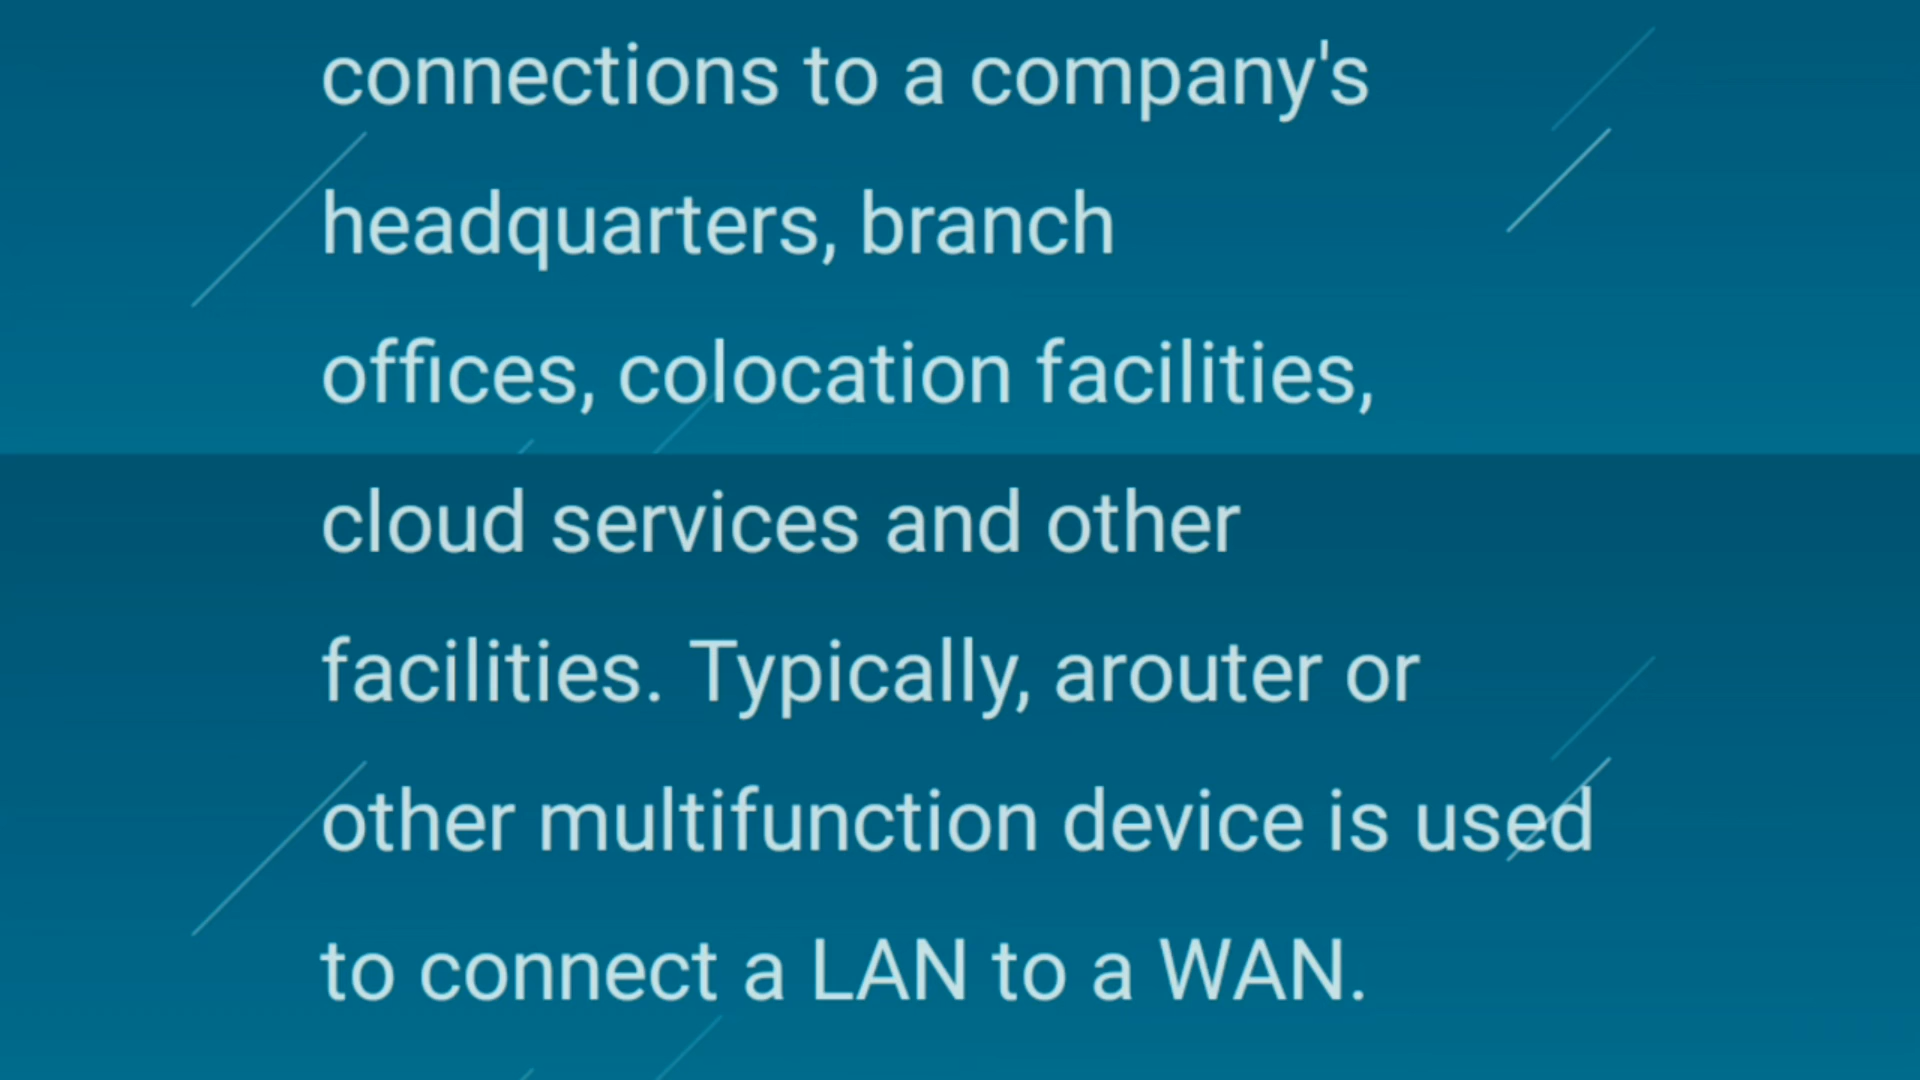 connections to a company's
headquarters, branch
offices, colocation facilities,
cloud services and other
facilities. Typically, arouter or
other multifunction device is used
to connect a LAN to a WAN.